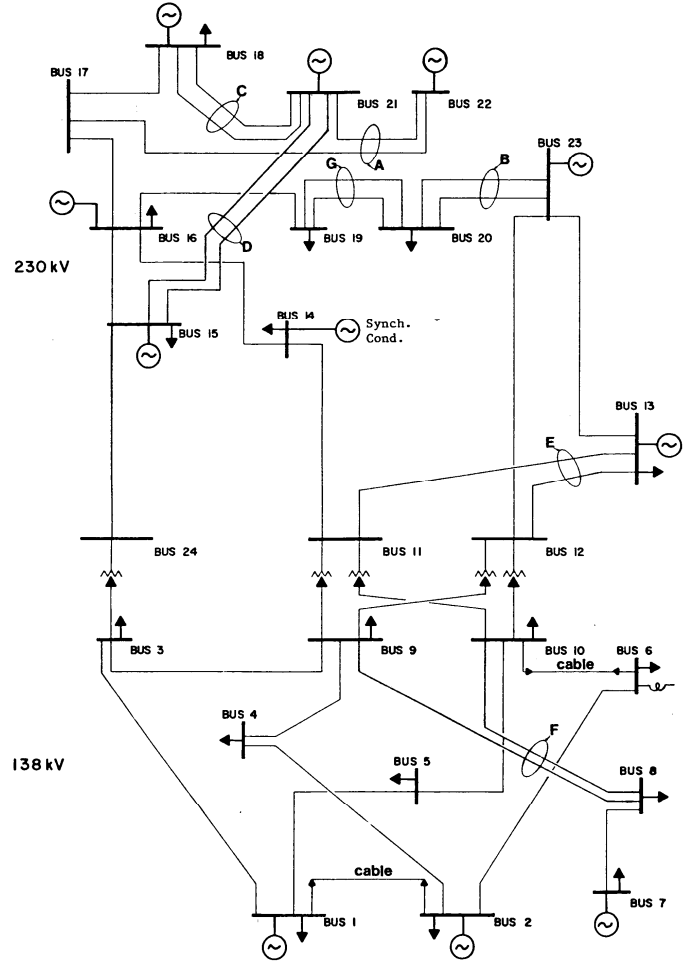 BUS 18
BUS 17
C
BUS 21
BUS 22
A
BUS 23
G
B
BUS 16
D
BUS 19
BUS 20
230 kV
BUS 14
Synch.
Cond.
BUS 15
BUS 13
E
BUS 24
BUS 11
BUS 12
BUS 3
BUS 9
BUS 10
BUS 6
cable
BUS 4
F
138 kV
BUS 5
BUS 8
cable
BUS 7
BUS 1
BUS 2